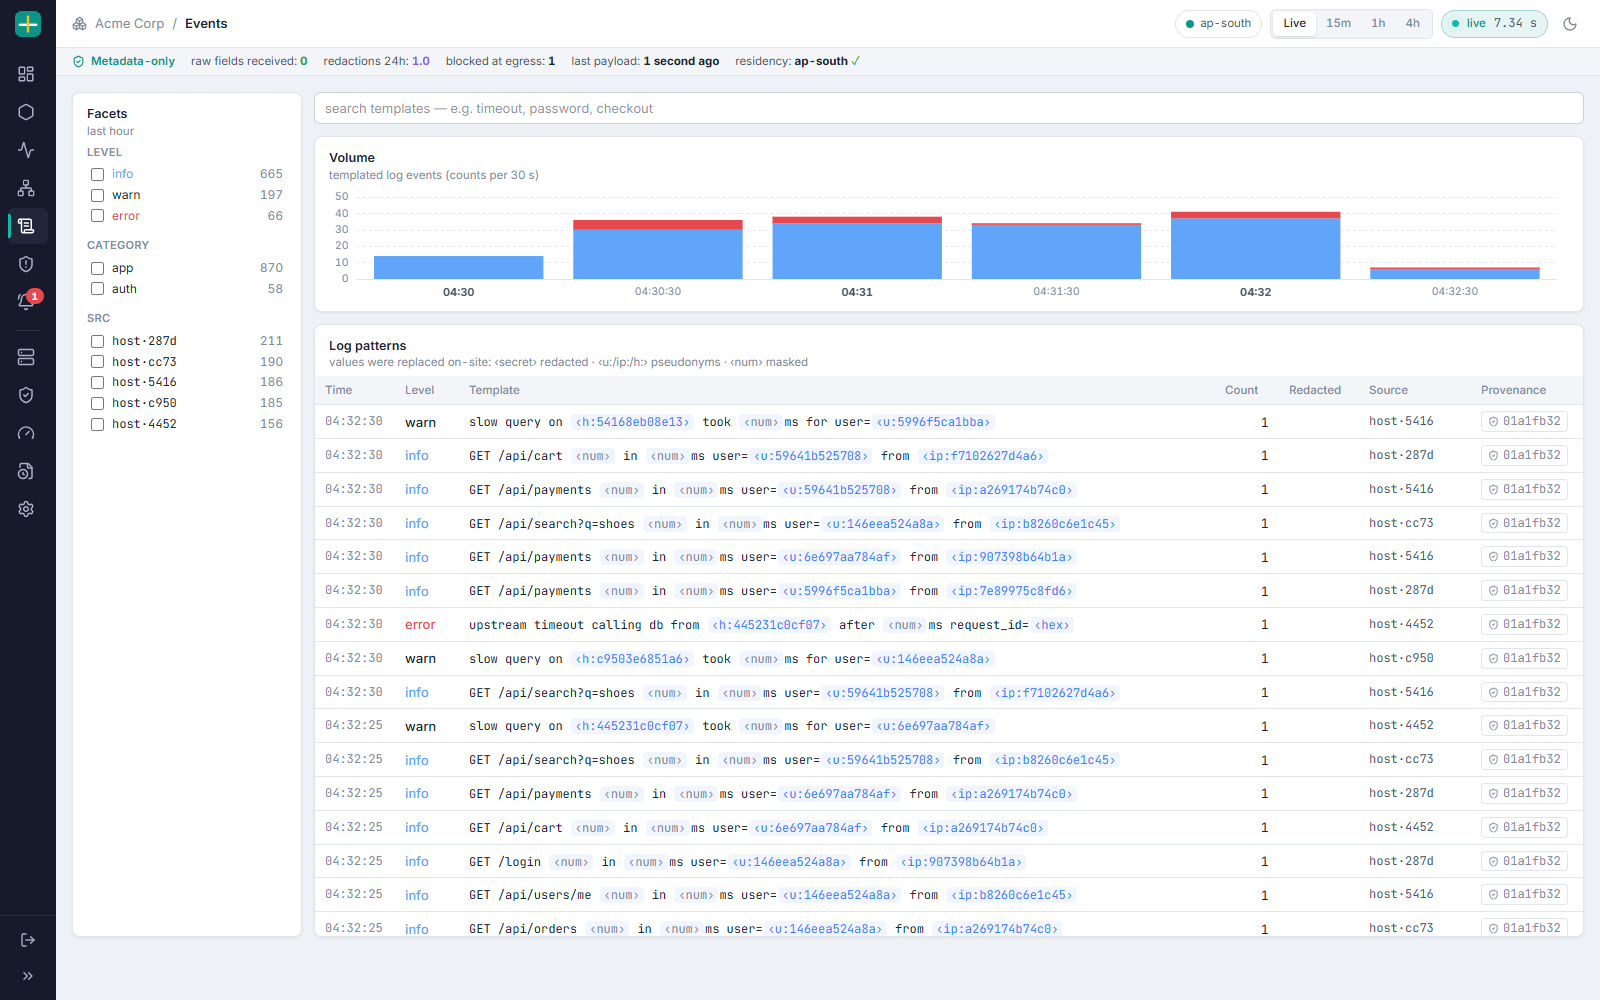 Acme Corp / Events
ap-south
Live 15m 1h 4h
live 7.34 s
Metadata-only raw fields received: 0 redactions 24h: 1.0 blocked at egress: 1 last payload: 1 second ago residency: ap-south ✓
1
Facets
last hour
LEVEL
info 665
warn 197
error 66
CATEGORY
app 870
auth 58
SRC
host·287d 211
host·cc73 190
host·5416 186
host·c950 185
host·4452 156
search templates — e.g. timeout, password, checkout
Volume
templated log events (counts per 30 s)
50
40
30
20
10
0
04:30 04:30:30 04:31 04:31:30 04:32 04:32:30
Log patterns
values were replaced on-site: ‹secret› redacted · ‹u:/ip:/h:› pseudonyms · ‹num› masked
Time Level Template Count Redacted Source Provenance
04:32:30 warn slow query on ‹h:54168eb08e13› took ‹num› ms for user= ‹u:5996f5ca1bba› 1 host·5416 01a1fb32
04:32:30 info GET /api/cart ‹num› in ‹num› ms user= ‹u:59641b525708› from ‹ip:f7102627d4a6› 1 host·287d 01a1fb32
04:32:30 info GET /api/payments ‹num› in ‹num› ms user= ‹u:59641b525708› from ‹ip:a269174b74c0› 1 host·5416 01a1fb32
04:32:30 info GET /api/search?q=shoes ‹num› in ‹num› ms user= ‹u:146eea524a8a› from ‹ip:b8260c6e1c45› 1 host·cc73 01a1fb32
04:32:30 info GET /api/payments ‹num› in ‹num› ms user= ‹u:6e697aa784af› from ‹ip:907398b64b1a› 1 host·5416 01a1fb32
04:32:30 info GET /api/payments ‹num› in ‹num› ms user= ‹u:5996f5ca1bba› from ‹ip:7e89975c8fd6› 1 host·287d 01a1fb32
04:32:30 error upstream timeout calling db from ‹h:445231c0cf07› after ‹num› ms request_id= ‹hex› 1 host·4452 01a1fb32
04:32:30 warn slow query on ‹h:c9503e6851a6› took ‹num› ms for user= ‹u:146eea524a8a› 1 host·c950 01a1fb32
04:32:30 info GET /api/search?q=shoes ‹num› in ‹num› ms user= ‹u:59641b525708› from ‹ip:f7102627d4a6› 1 host·5416 01a1fb32
04:32:25 warn slow query on ‹h:445231c0cf07› took ‹num› ms for user= ‹u:6e697aa784af› 1 host·4452 01a1fb32
04:32:25 info GET /api/search?q=shoes ‹num› in ‹num› ms user= ‹u:59641b525708› from ‹ip:b8260c6e1c45› 1 host·cc73 01a1fb32
04:32:25 info GET /api/payments ‹num› in ‹num› ms user= ‹u:6e697aa784af› from ‹ip:a269174b74c0› 1 host·287d 01a1fb32
04:32:25 info GET /api/cart ‹num› in ‹num› ms user= ‹u:6e697aa784af› from ‹ip:a269174b74c0› 1 host·4452 01a1fb32
04:32:25 info GET /login ‹num› in ‹num› ms user= ‹u:146eea524a8a› from ‹ip:907398b64b1a› 1 host·287d 01a1fb32
04:32:25 info GET /api/users/me ‹num› in ‹num› ms user= ‹u:146eea524a8a› from ‹ip:b8260c6e1c45› 1 host·5416 01a1fb32
04:32:25 info GET /api/orders ‹num› in ‹num› ms user= ‹u:146eea524a8a› from ‹ip:a269174b74c0› 1 host·cc73 01a1fb32